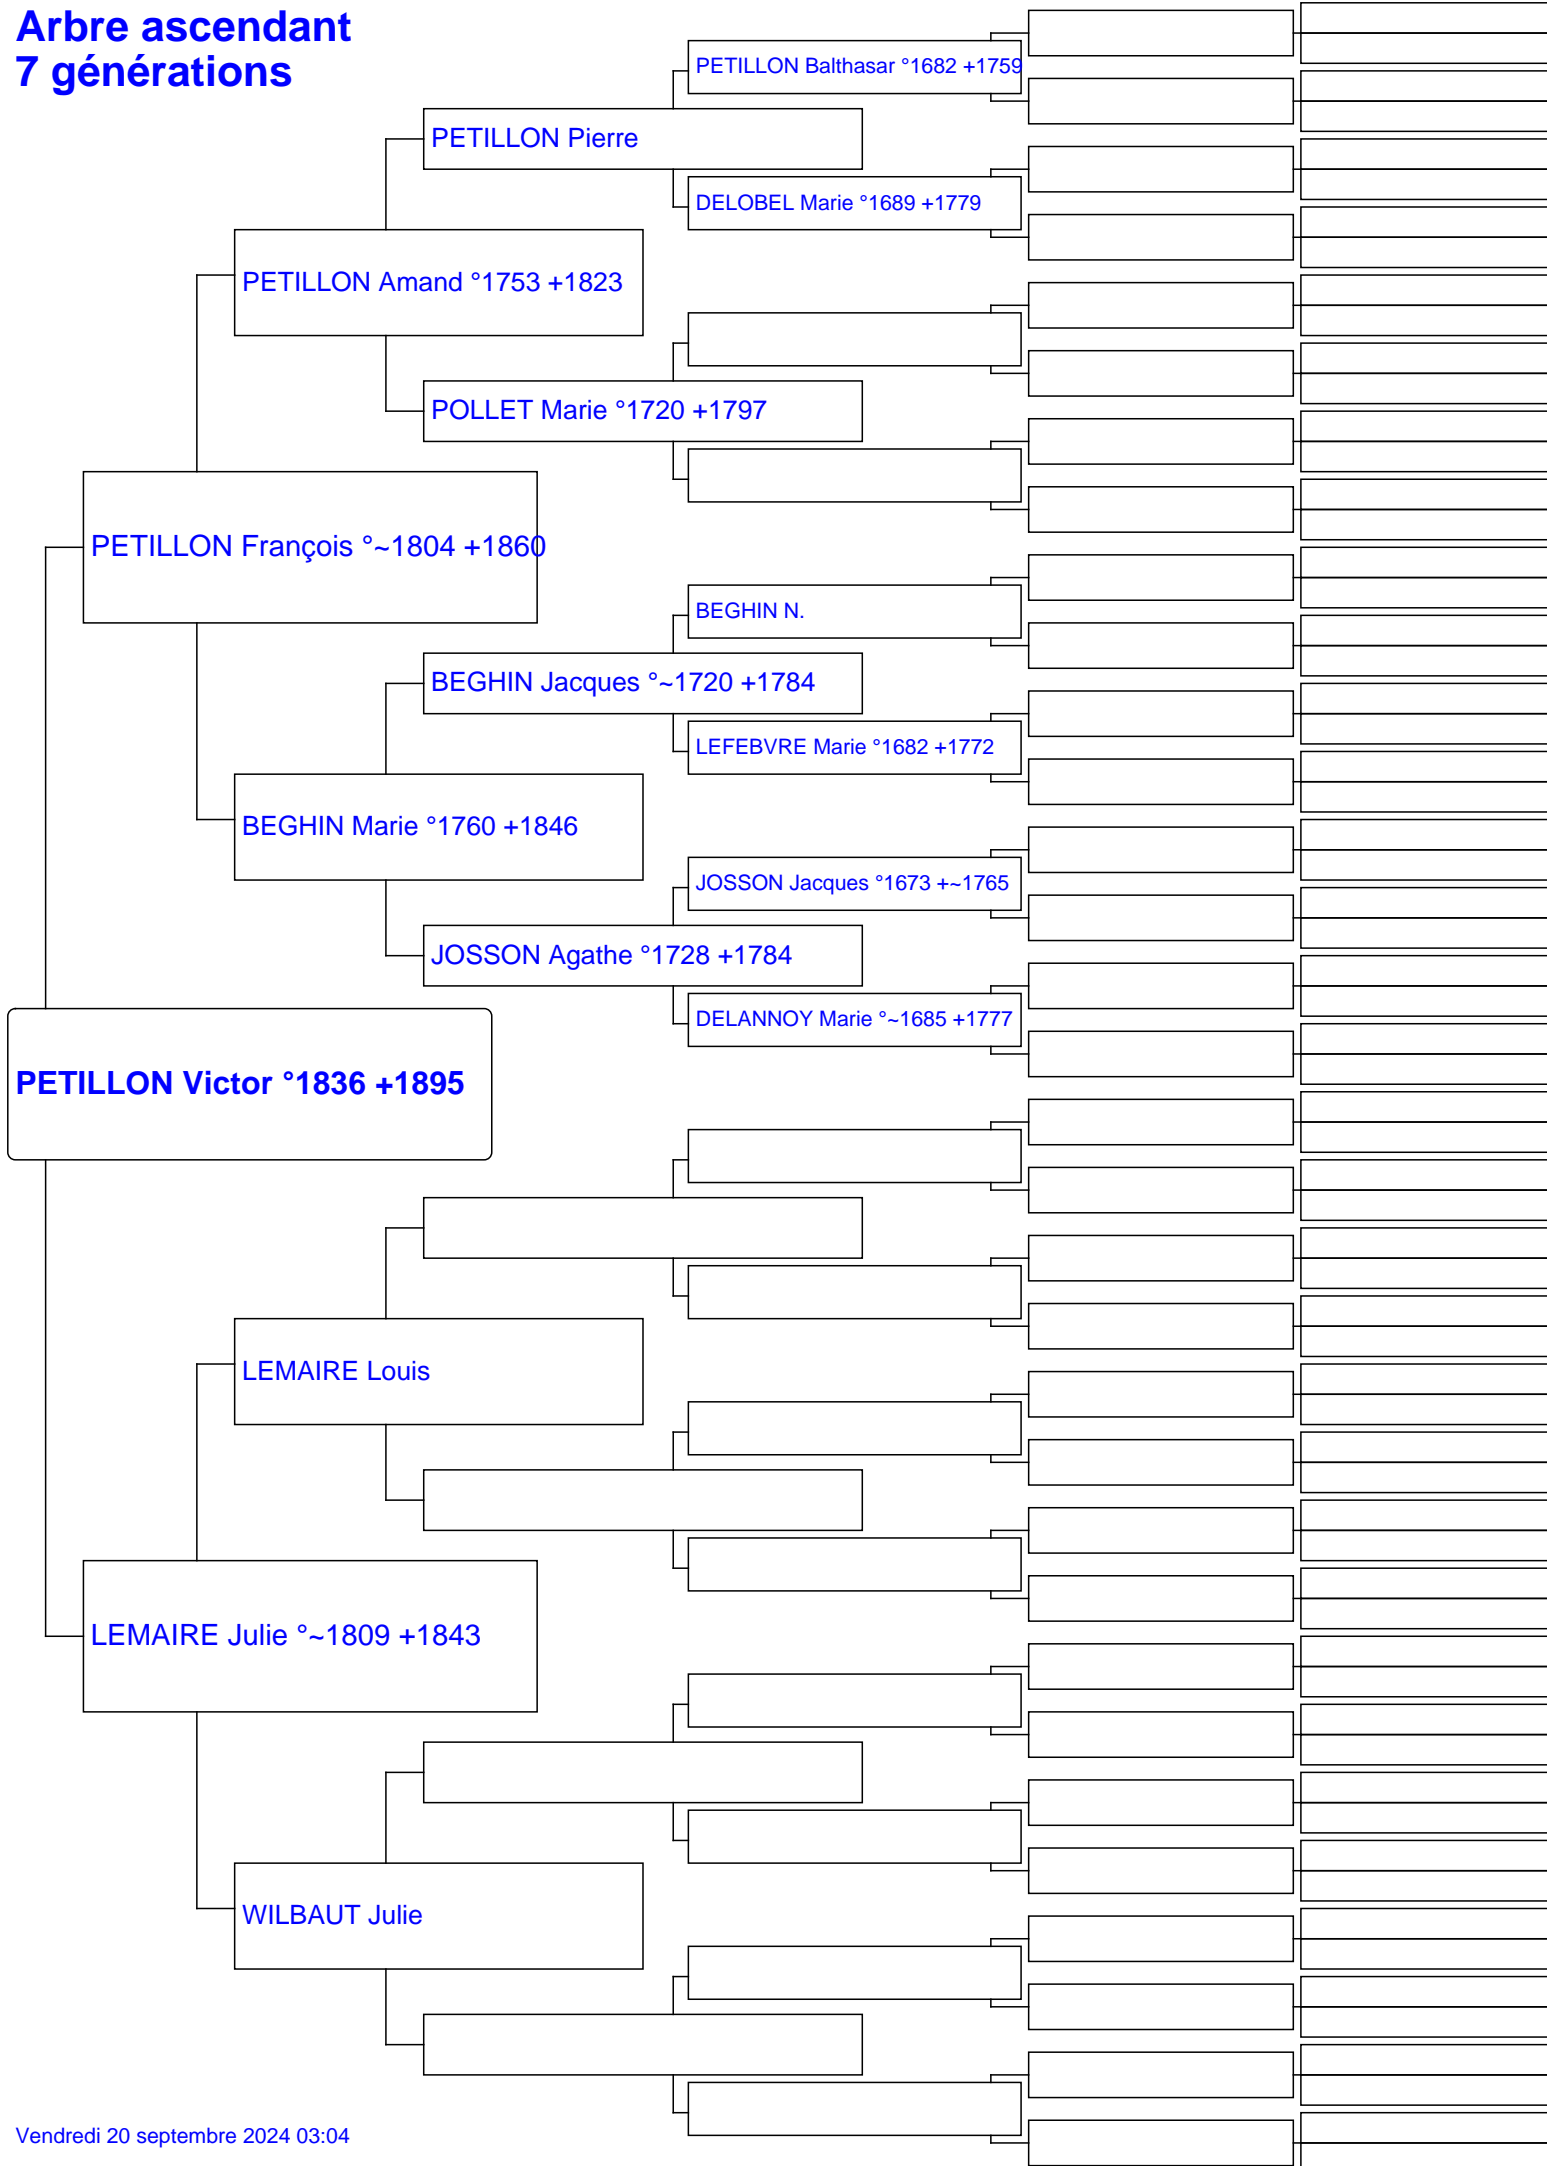 Arbre ascendant
7 générations
PETILLON Balthasar °1682 +1759
PETILLON Pierre
DELOBEL Marie °1689 +1779
PETILLON Amand °1753 +1823
POLLET Marie °1720 +1797
PETILLON François °~1804 +1860
BEGHIN N.
BEGHIN Jacques °~1720 +1784
LEFEBVRE Marie °1682 +1772
BEGHIN Marie °1760 +1846
JOSSON Jacques °1673 +~1765
JOSSON Agathe °1728 +1784
DELANNOY Marie °~1685 +1777
PETILLON Victor °1836 +1895
LEMAIRE Louis
LEMAIRE Julie °~1809 +1843
WILBAUT Julie
Vendredi 20 septembre 2024 03:04